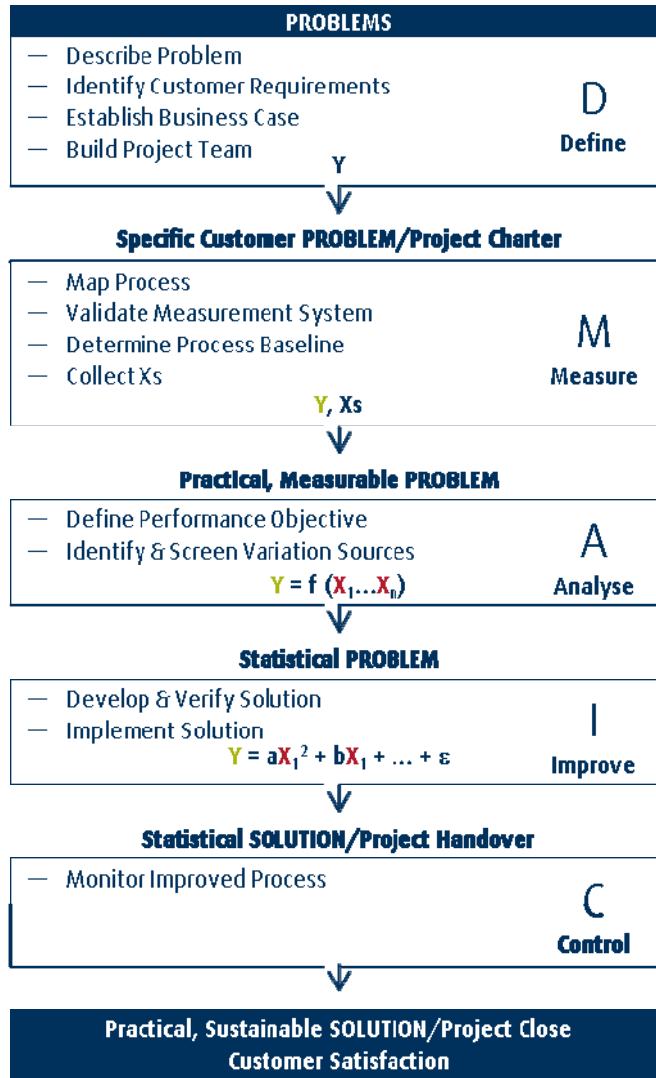 PROBLEMS
— Describe Problem
— Identify Customer Requirements
— Establish Business Case
— Build Project Team
Y
D
Define
Specific Customer PROBLEM/Project Charter
— Map Process
— Validate Measurement System
— Determine Process Baseline
— Collect Xs
Y, Xs
M
Measure
Practical, Measurable PROBLEM
— Define Performance Objective
— Identify & Screen Variation Sources
Y = f (X₁...Xₙ)
A
Analyse
Statistical PROBLEM
— Develop & Verify Solution
— Implement Solution
Y = aX₁² + bX₁ + ... + ε
I
Improve
Statistical SOLUTION/Project Handover
— Monitor Improved Process
C
Control
Practical, Sustainable SOLUTION/Project Close
Customer Satisfaction